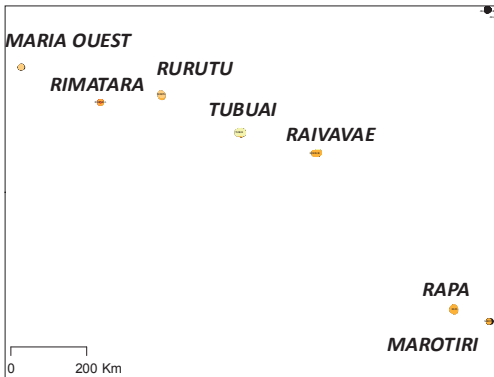 MARIA OUEST
RURUTU
RIMATARA
TUBUAI
RAIVAVAE
RAPA
MAROTIRI
0 200 Km